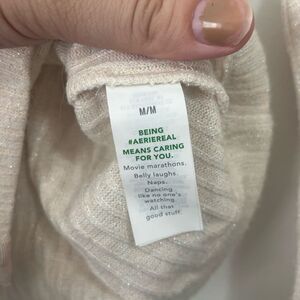 M/M
BEING
#AERIEREAL
MEANS CARING
FOR YOU.
Movie marathons.
Belly laughs.
Naps.
Dancing
like no one's
watching.
All that
good stuff.